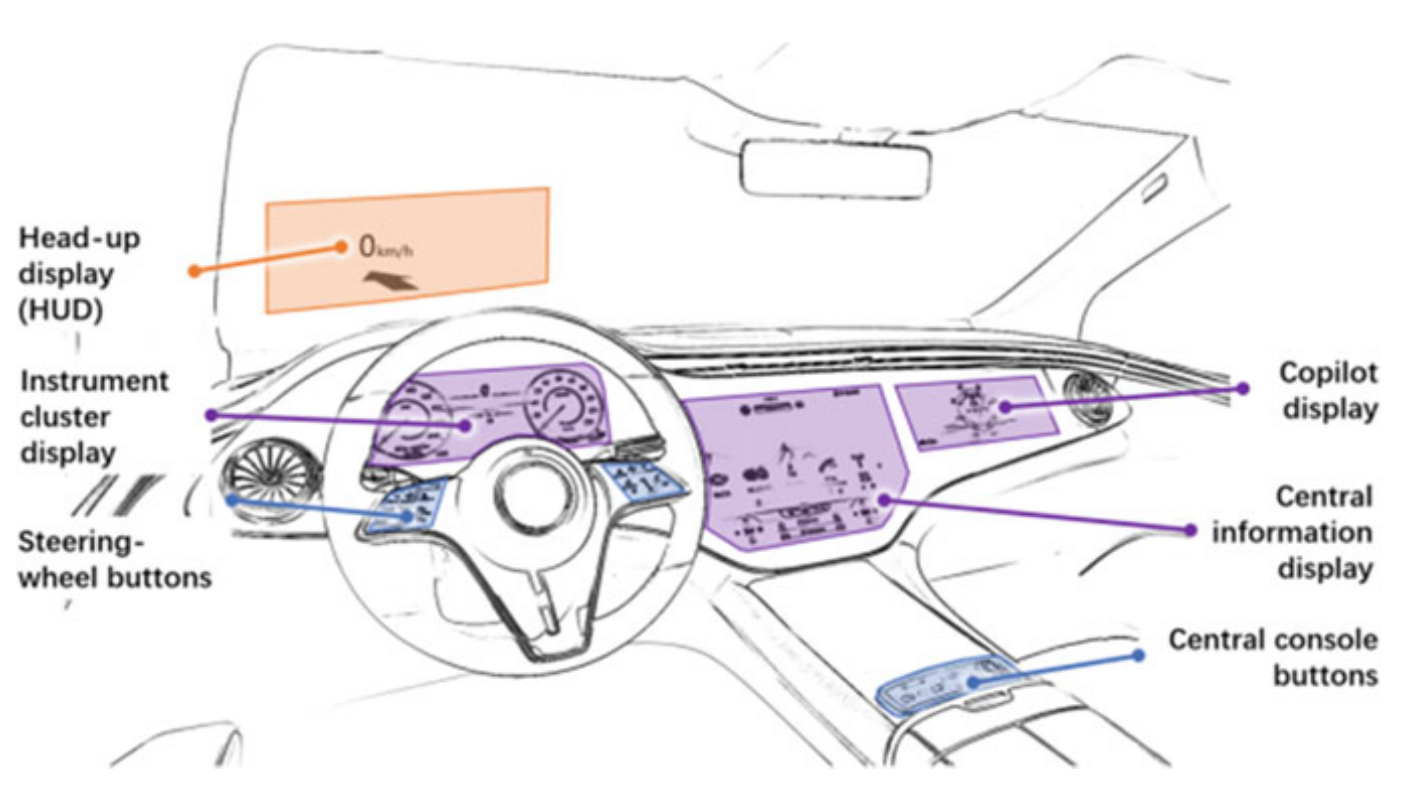 Head-up
display
(HUD)
0km/h
Instrument
cluster
display
Steering-
wheel buttons
Copilot
display
Central
information
display
Central console
buttons